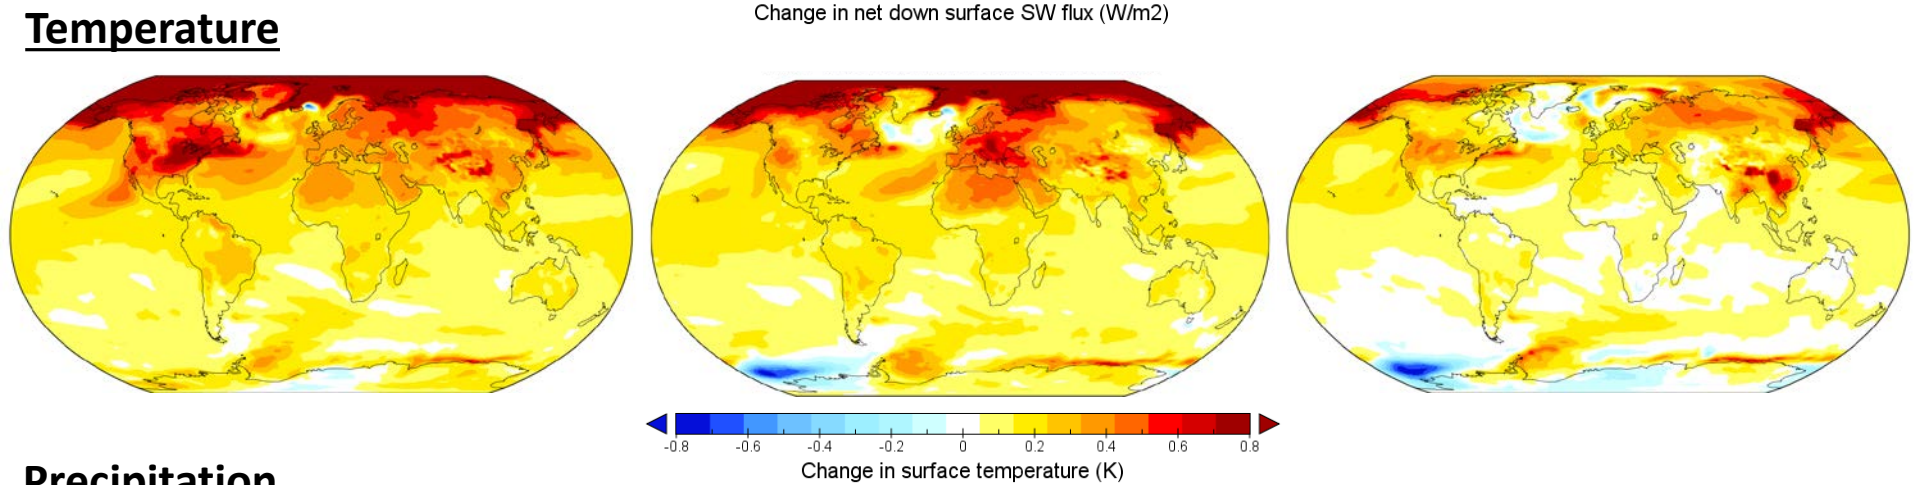 Change in net down surface SW flux (W/m2)
Temperature
-0.8 -0.6 -0.4 -0.2 0 0.2 0.4 0.6 0.8
Change in surface temperature (K)
Precipitation